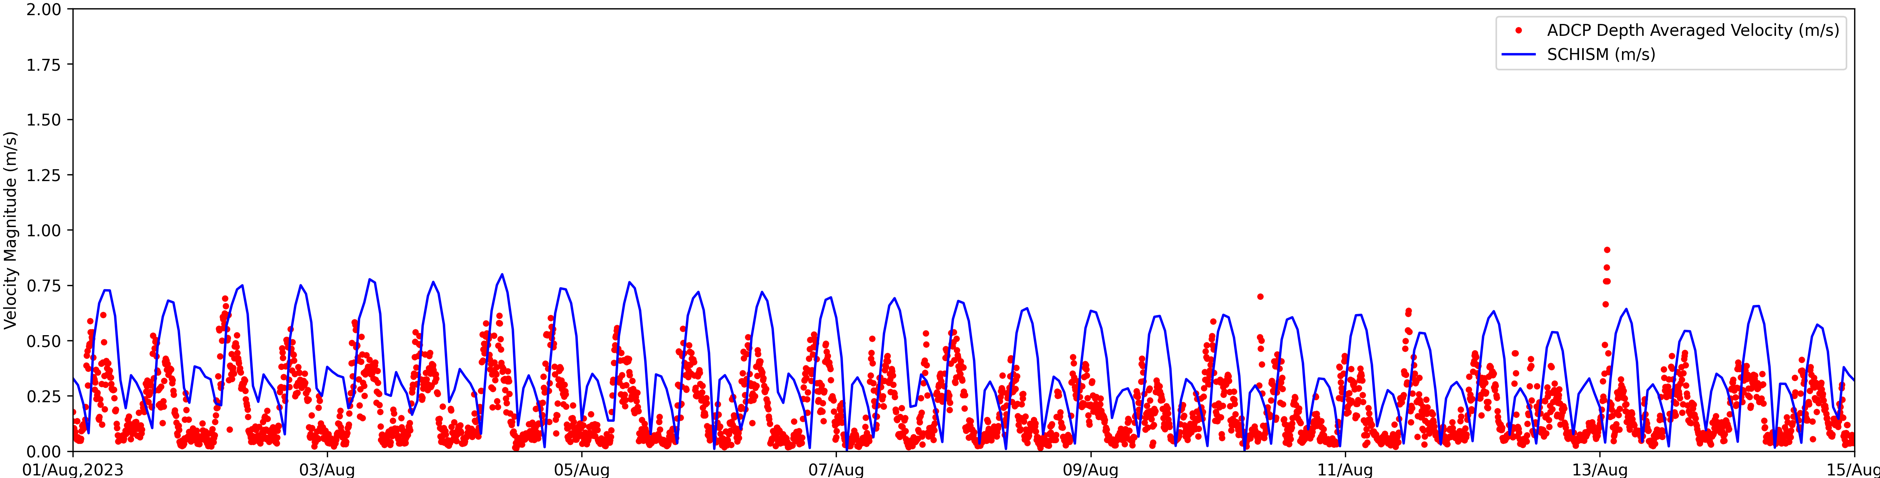 2.00
1.75
1.50
1.25
1.00
0.75
0.50
0.25
0.00
Velocity Magnitude (m/s)
ADCP Depth Averaged Velocity (m/s)
SCHISM (m/s)
01/Aug,2023 03/Aug 05/Aug 07/Aug 09/Aug 11/Aug 13/Aug 15/Aug